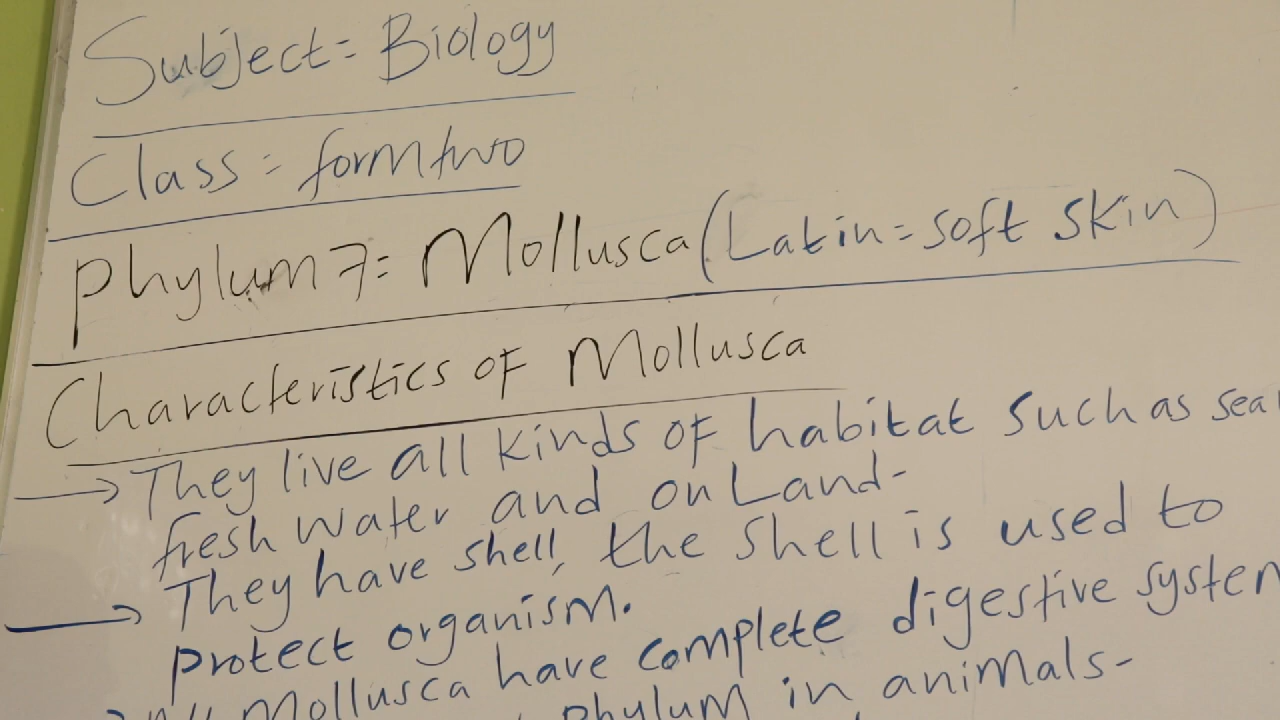 Subject = Biology
Class = form two
Phylum 7 = Mollusca (Latin = soft skin)
Characteristics of Mollusca
→ They live all kinds of habitat such as sea
fresh water and on Land-
→ They have shell, the shell is used to
Protect organism.
Mollusca have complete digestive system
Phylum in animals-